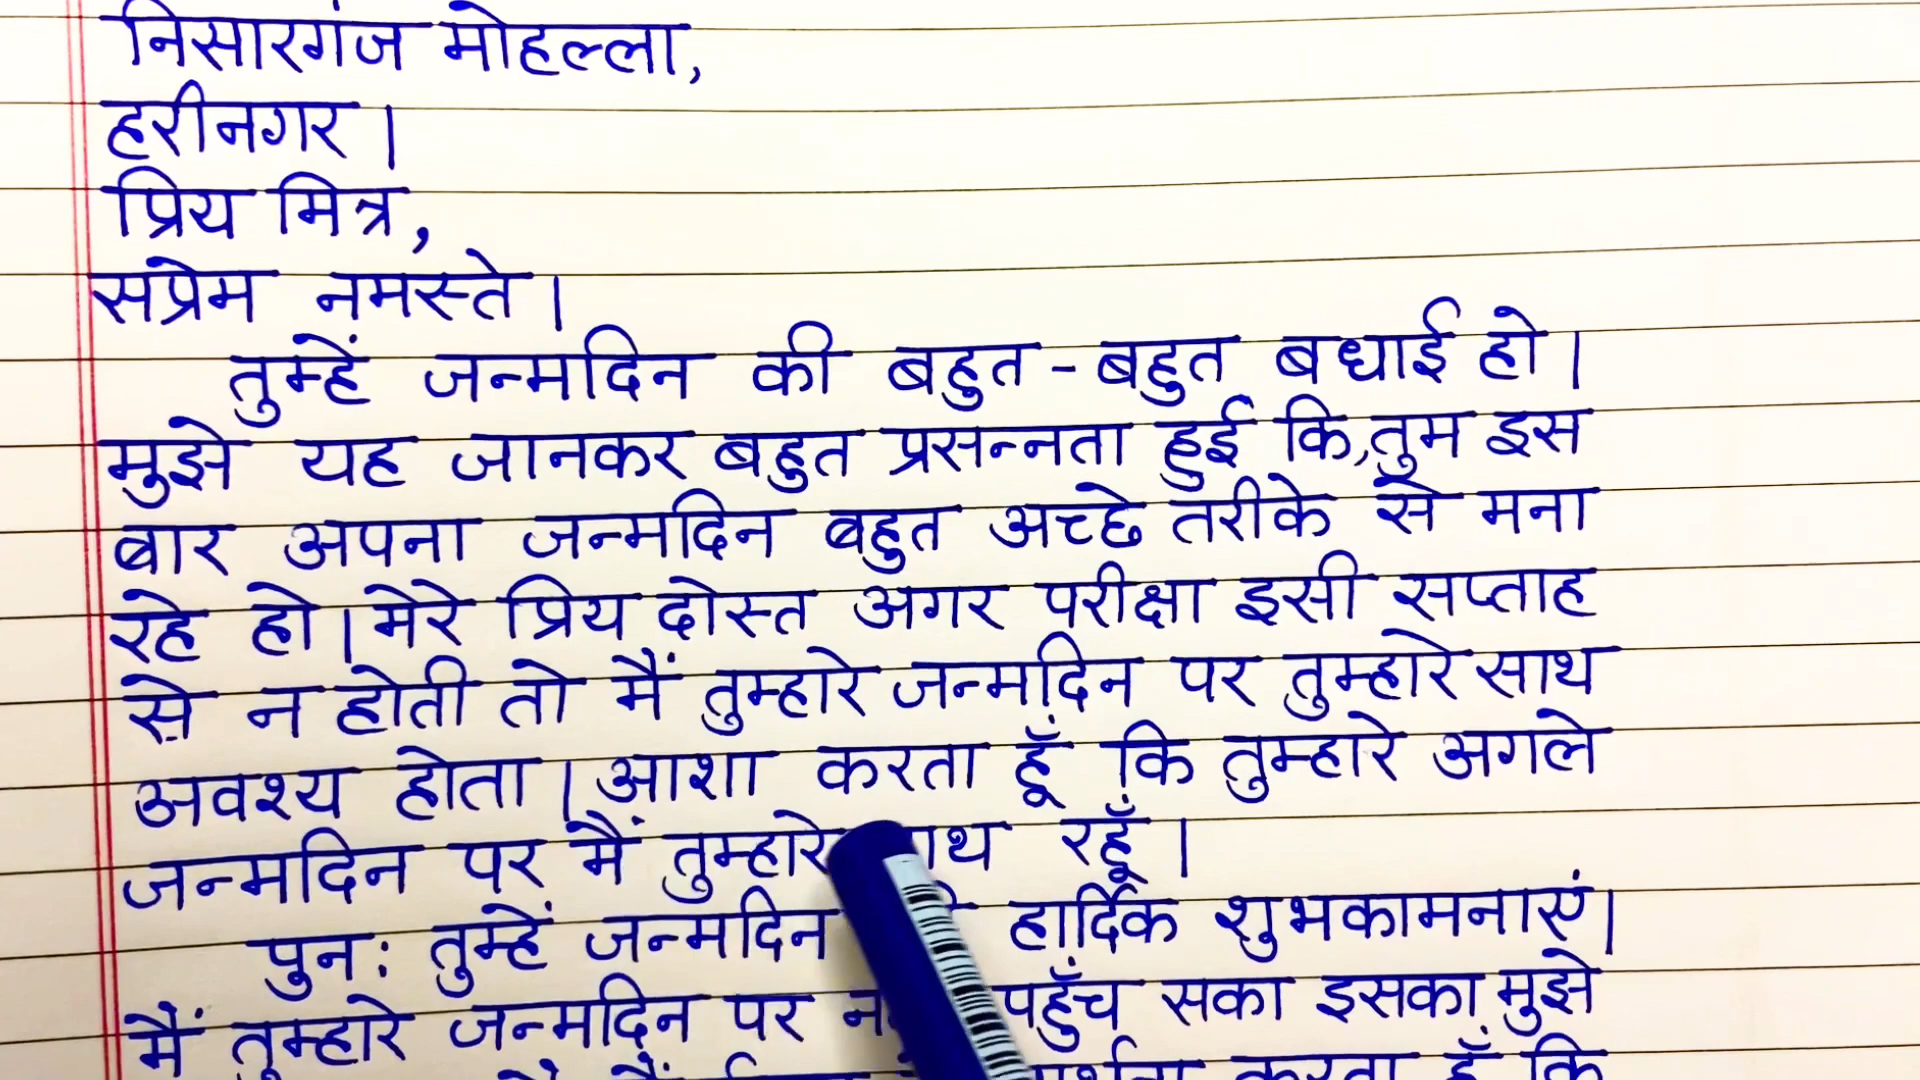 निसारगंज मोहल्ला,
हरीनगर।
प्रिय मित्र,
सप्रेम नमस्ते।
तुम्हें जन्मदिन की बहुत-बहुत बधाई हो।
मुझे यह जानकर बहुत प्रसन्नता हुई कि,तुम इस
बार अपना जन्मदिन बहुत अच्छे तरीके से मना
रहे हो। मेरे प्रिय दोस्त अगर परीक्षा इसी सप्ताह
से न होती तो मैं तुम्हारे जन्मदिन पर तुम्हारे साथ
अवश्य होता। आशा करता हूँ कि तुम्हारे अगले
जन्मदिन पर मैं तुम्हारे रहूँ।
पुन: तुम्हें जन्मदिन हार्दिक शुभकामनाएं।
मैं तुम्हारे जन्मदिन पर पहुँच सका इसका मुझे
करता हूँ कि